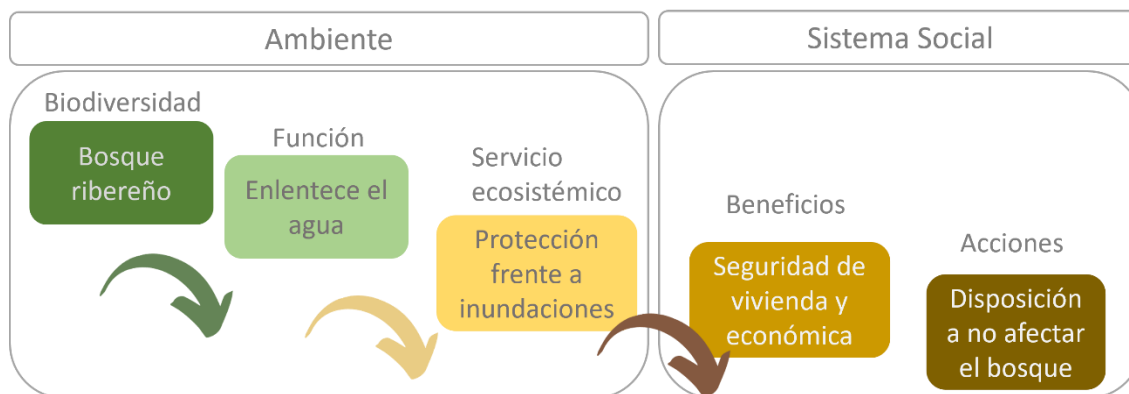 Ambiente
Sistema Social
Biodiversidad
Bosque
ribereño
Función
Enlentece el
agua
Servicio
ecosistémico
Protección
frente a
inundaciones
Beneficios
Seguridad de
vivienda y
económica
Acciones
Disposición
a no afectar
el bosque